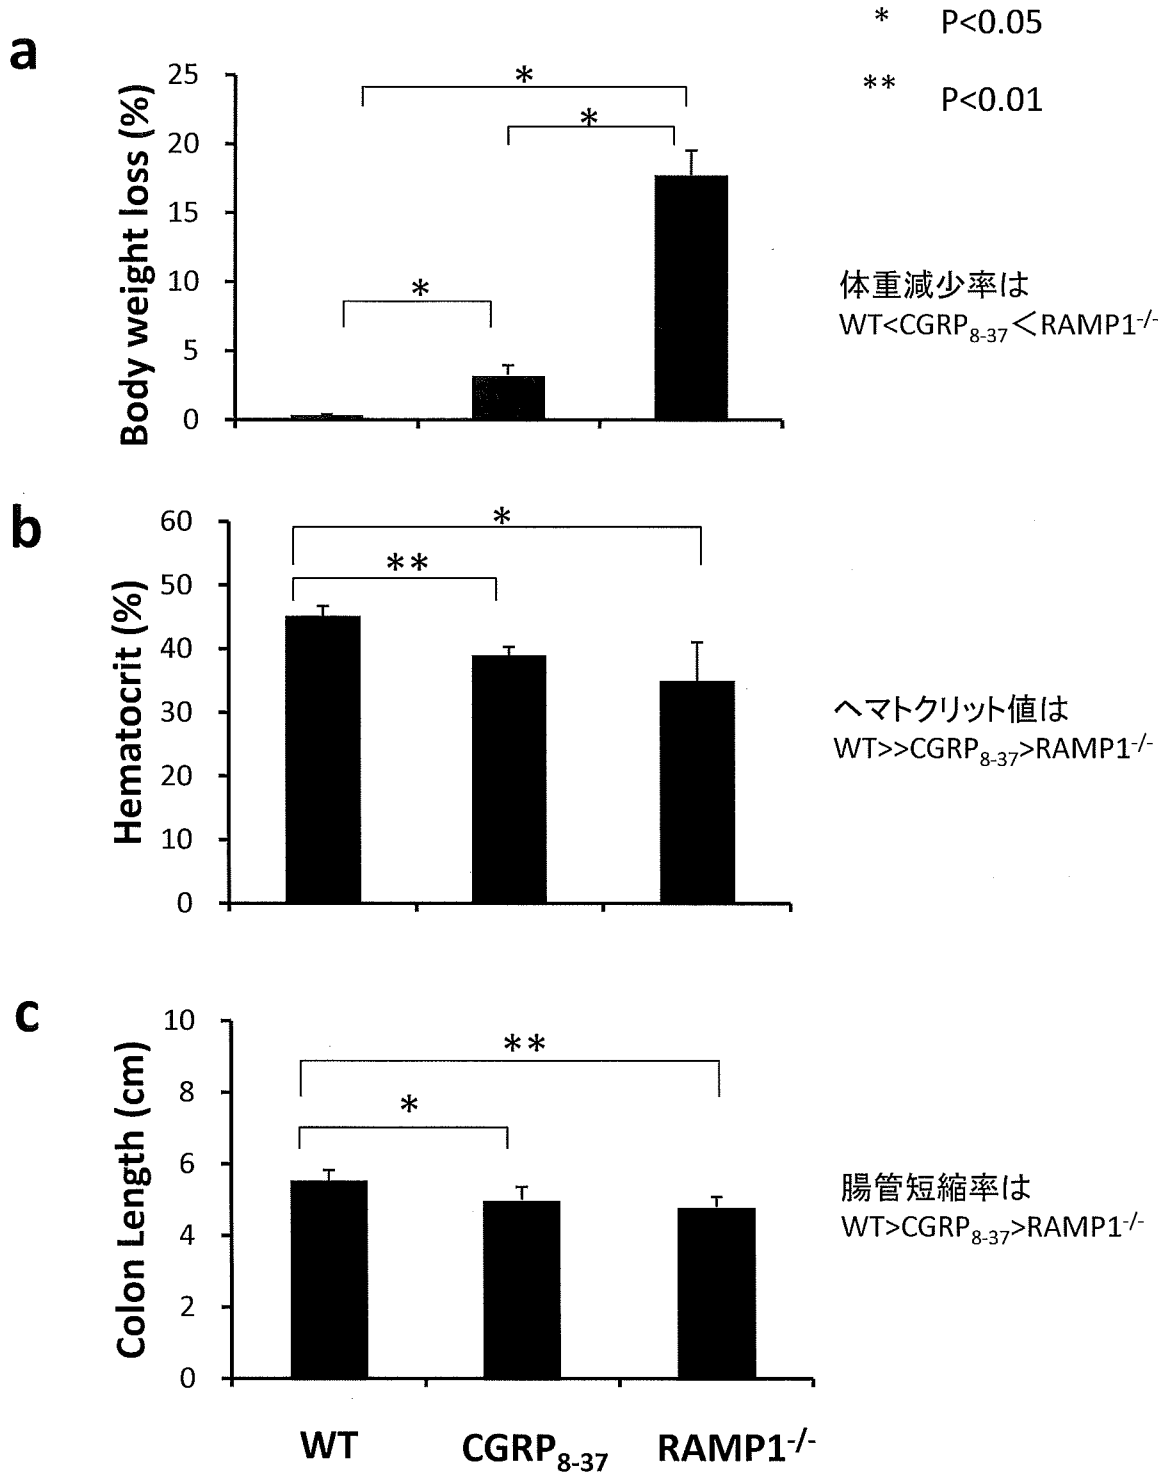 * P<0.05
** P<0.01
a
Body weight loss (%)
25
20
15
10
5
0
*
*
*
体重減少率は
WT<CGRP8-37＜RAMP1-/-
b
Hematocrit (%)
60
50
40
30
20
10
0
*
**
ヘマトクリット値は
WT>>CGRP8-37>RAMP1-/-
c
Colon Length (cm)
10
8
6
4
2
0
**
*
腸管短縮率は
WT>CGRP8-37>RAMP1-/-
WT CGRP8-37 RAMP1-/-